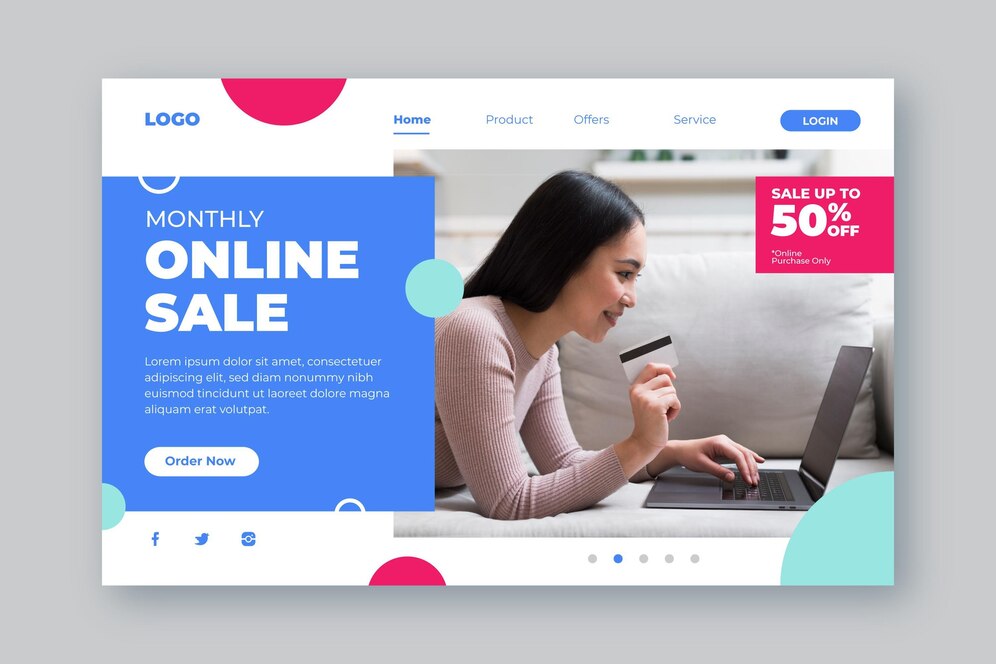 LOGO
Home
Product
Offers
Service
LOGIN
MONTHLY
ONLINE
SALE
Lorem ipsum dolor sit amet, consectetuer
adipiscing elit, sed diam nonummy nibh
euismod tincidunt ut laoreet dolore magna
aliquam erat volutpat.
Order Now
SALE UP TO
50%
OFF
*Online
Purchase Only